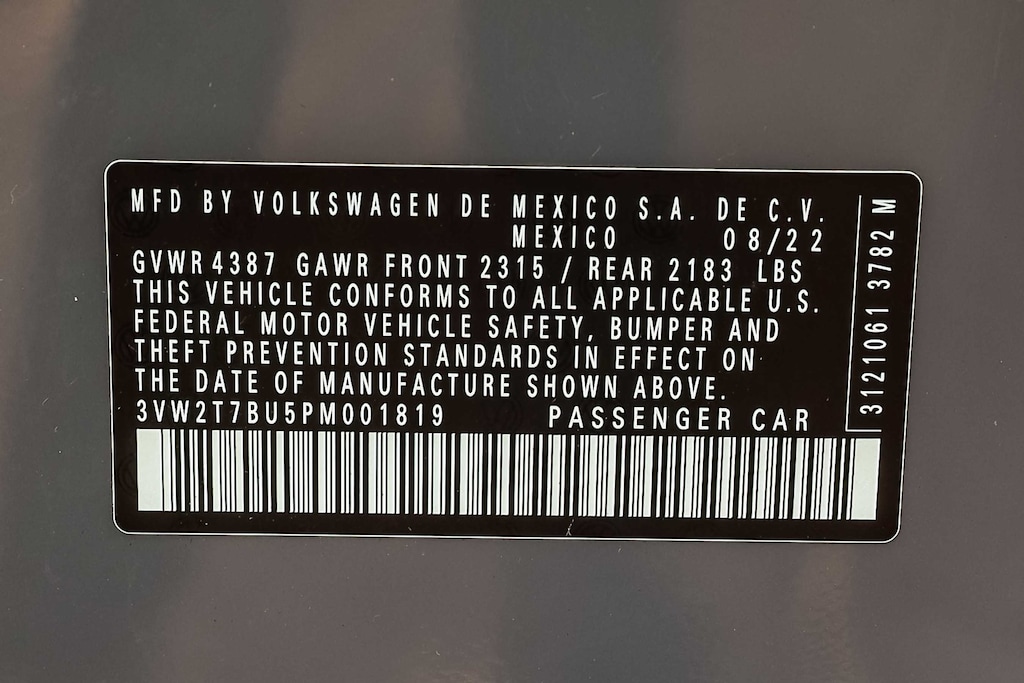 MFD BY VOLKSWAGEN DE MEXICO S.A. DE C.V.
MEXICO 08/22
GVWR 4387 GAWR FRONT 2315 / REAR 2183 LBS
THIS VEHICLE CONFORMS TO ALL APPLICABLE U.S.
FEDERAL MOTOR VEHICLE SAFETY, BUMPER AND
THEFT PREVENTION STANDARDS IN EFFECT ON
THE DATE OF MANUFACTURE SHOWN ABOVE.
3VW2T7BU5PM001819 PASSENGER CAR
3121061 3782 M